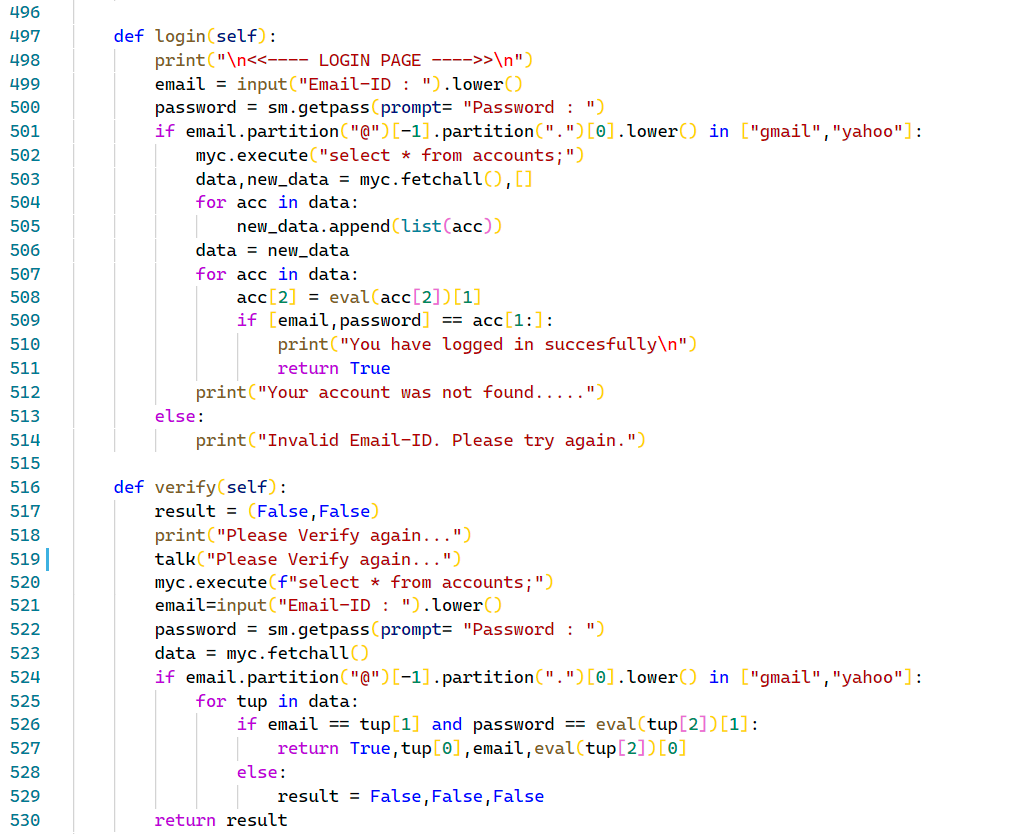 496
497 def login(self):
498 print("\n<<---- LOGIN PAGE ---->>\n")
499 email = input("Email-ID : ").lower()
500 password = sm.getpass(prompt= "Password : ")
501 if email.partition("@")[-1].partition(".")[0].lower() in ["gmail","yahoo"]:
502 myc.execute("select * from accounts;")
503 data,new_data = myc.fetchall(),[]
504 for acc in data:
505 new_data.append(list(acc))
506 data = new_data
507 for acc in data:
508 acc[2] = eval(acc[2])[1]
509 if [email,password] == acc[1:]:
510 print("You have logged in succesfully\n")
511 return True
512 print("Your account was not found.....")
513 else:
514 print("Invalid Email-ID. Please try again.")
515
516 def verify(self):
517 result = (False,False)
518 print("Please Verify again...")
519 talk("Please Verify again...")
520 myc.execute(f"select * from accounts;")
521 email=input("Email-ID : ").lower()
522 password = sm.getpass(prompt= "Password : ")
523 data = myc.fetchall()
524 if email.partition("@")[-1].partition(".")[0].lower() in ["gmail","yahoo"]:
525 for tup in data:
526 if email == tup[1] and password == eval(tup[2])[1]:
527 return True,tup[0],email,eval(tup[2])[0]
528 else:
529 result = False,False,False
530 return result